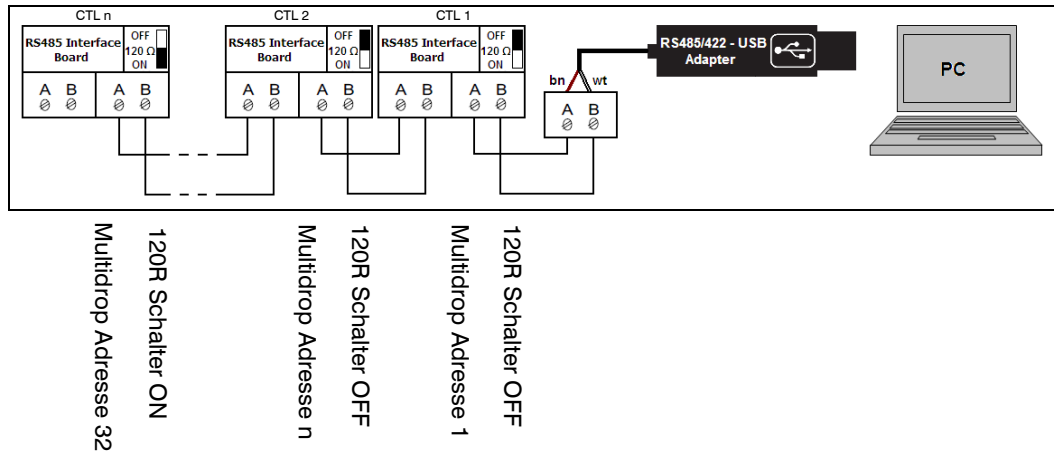 CTL n
CTL 2
CTL 1
RS485 Interface
Board
OFF
120 Ω
ON
RS485 Interface
Board
OFF
120 Ω
ON
RS485 Interface
Board
OFF
120 Ω
ON
RS485/422 - USB
Adapter
PC
bn
wt
A B
A B
A B
A B
A B
A B
A B
120R Schalter ON
Multidrop Adresse 32
120R Schalter OFF
Multidrop Adresse n
120R Schalter OFF
Multidrop Adresse 1